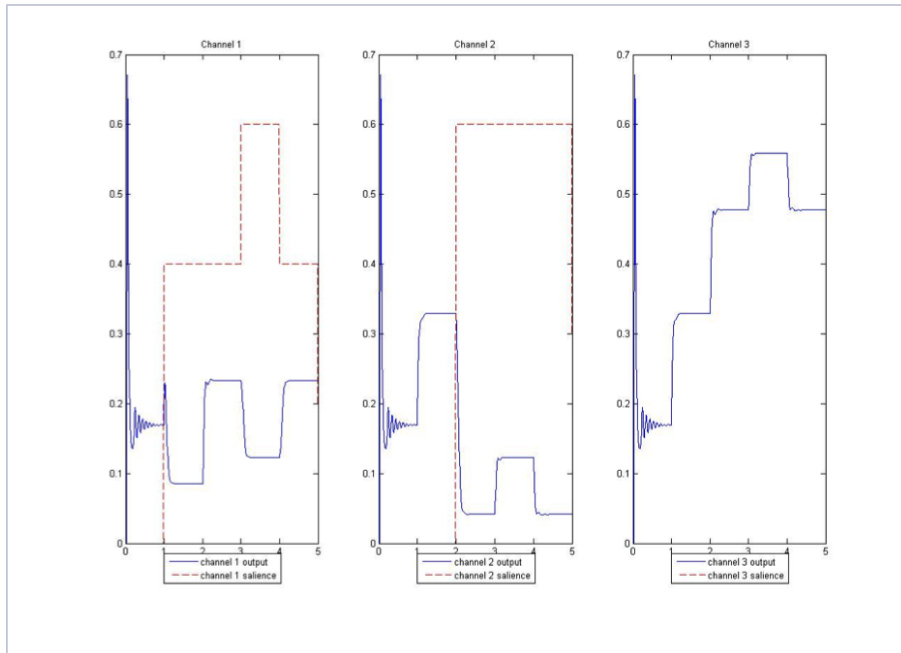 Channel 1
Channel 2
Channel 3
0.7
0.6
0.5
0.4
0.3
0.2
0.1
0
0 1 2 3 4 5
channel 1 output
channel 1 salience
0.7
0.6
0.5
0.4
0.3
0.2
0.1
0
0 1 2 3 4 5
channel 2 output
channel 2 salience
0.7
0.6
0.5
0.4
0.3
0.2
0.1
0
0 1 2 3 4 5
channel 3 output
channel 3 salience